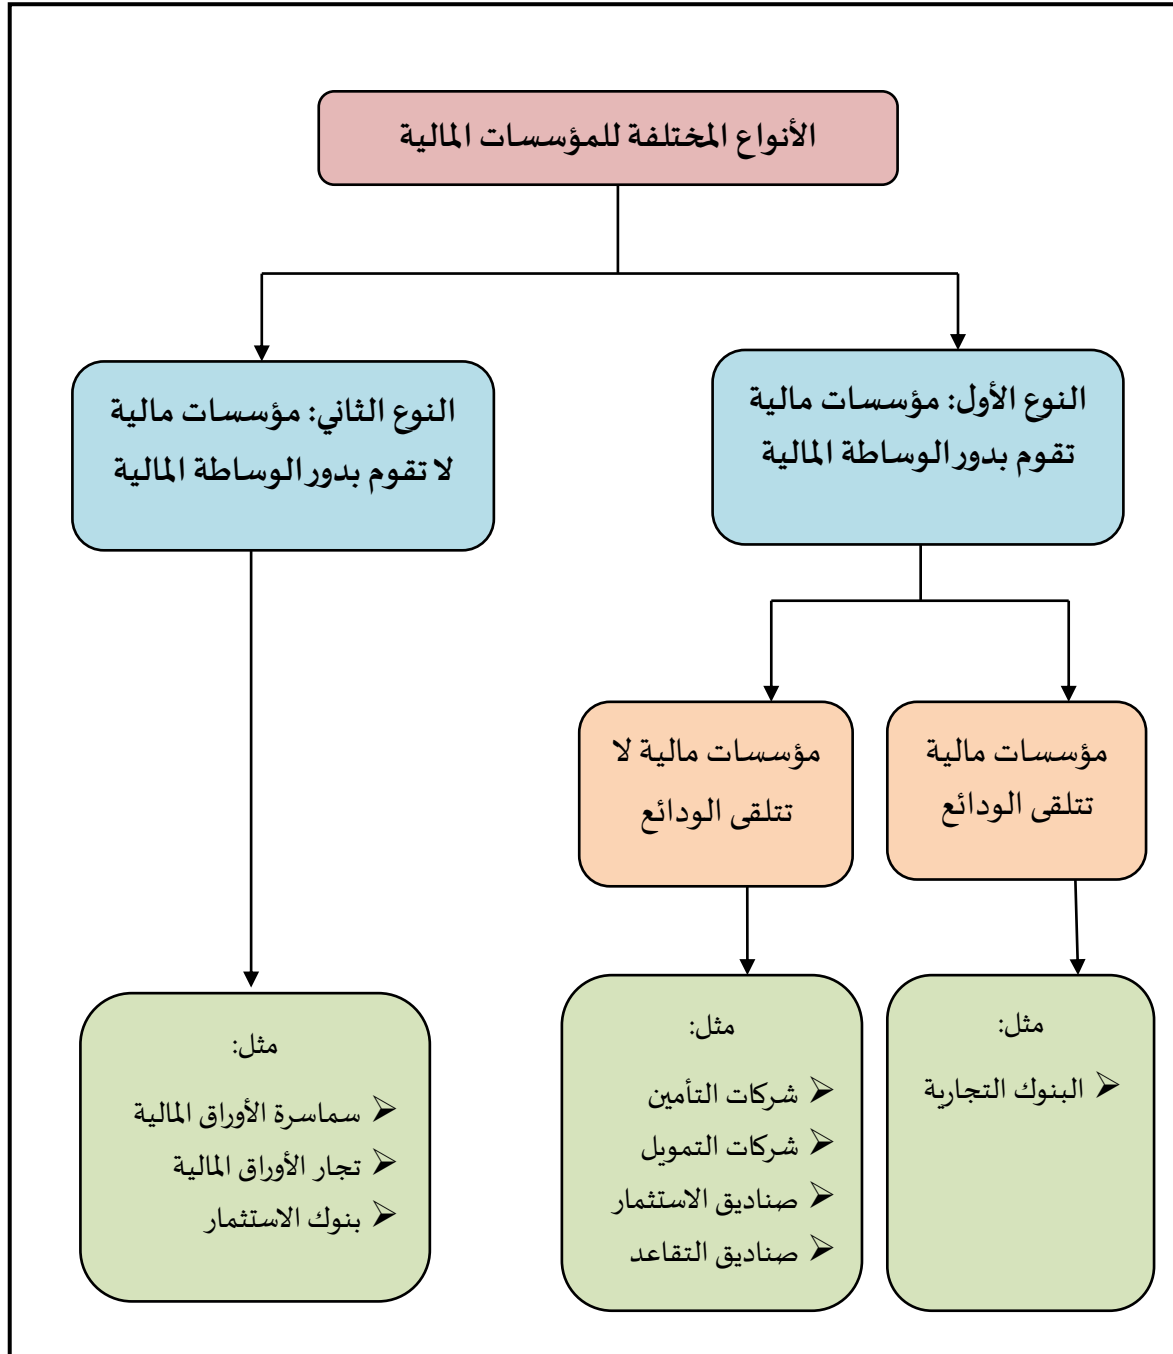 الأنواع المختلفة للمؤسسات المالية
النوع الأول: مؤسسات مالية
تقوم بدور الوساطة المالية
النوع الثاني: مؤسسات مالية
لا تقوم بدور الوساطة المالية
مؤسسات مالية
تتلقى الودائع
مؤسسات مالية لا
تتلقى الودائع
مثل:
➢ البنوك التجارية
مثل:
➢ شركات التأمين
➢ شركات التمويل
➢ صناديق الاستثمار
➢ صناديق التقاعد
مثل:
➢ سماسرة الأوراق المالية
➢ تجار الأوراق المالية
➢ بنوك الاستثمار